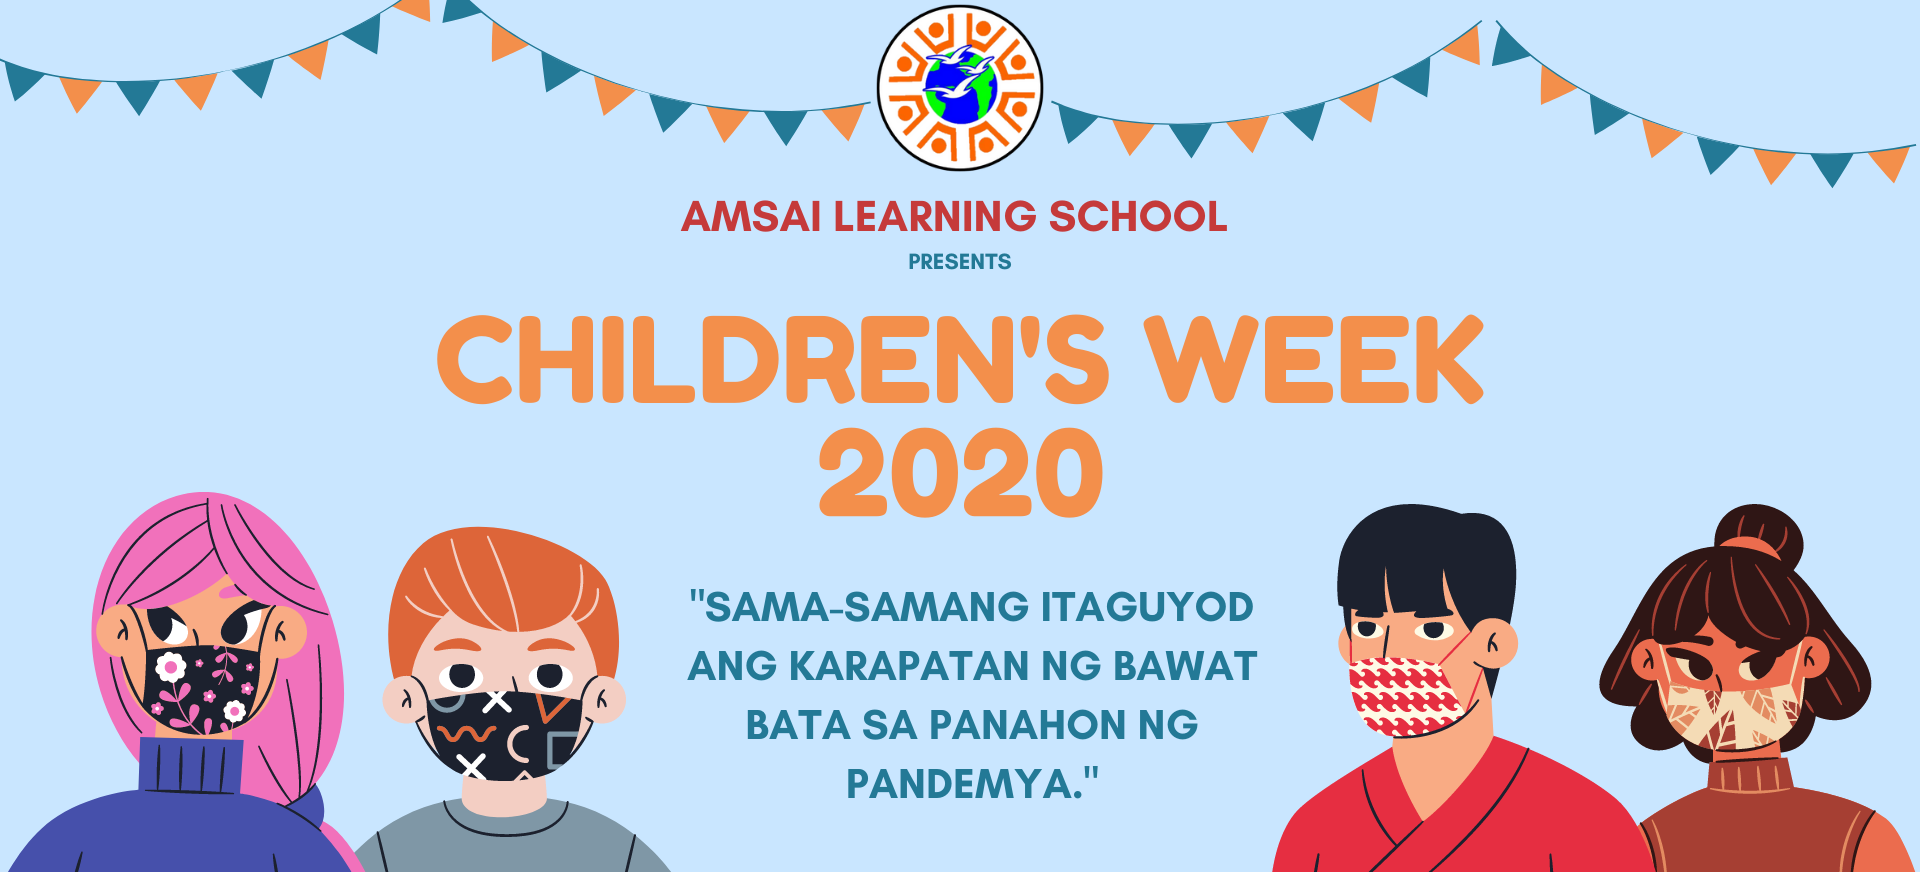 AMSAI LEARNING SCHOOL
PRESENTS
CHILDREN'S WEEK
2020
"SAMA-SAMANG ITAGUYOD
ANG KARAPATAN NG BAWAT
BATA SA PANAHON NG
PANDEMYA."